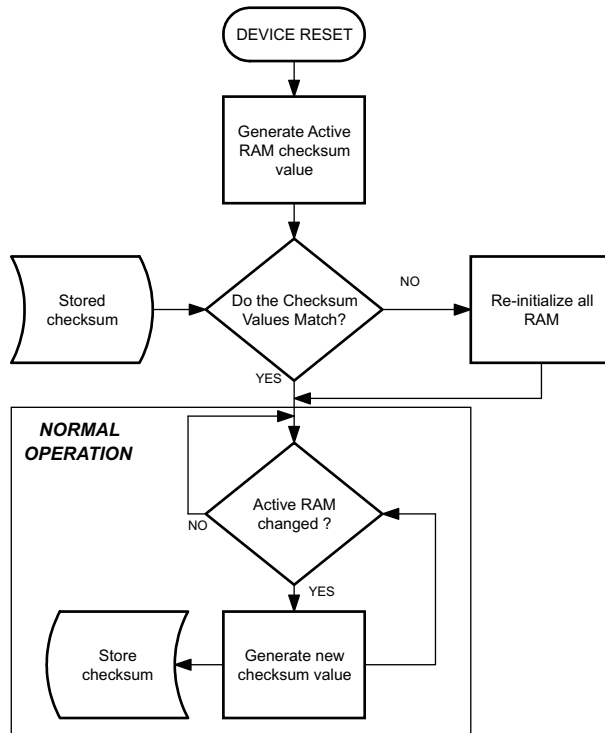 DEVICE RESET
Generate Active
RAM checksum
value
Stored
checksum
Do the Checksum
Values Match?
NO
Re-initialize all
RAM
YES
NORMAL
OPERATION
Active RAM
changed ?
NO
YES
Store
checksum
Generate new
checksum value